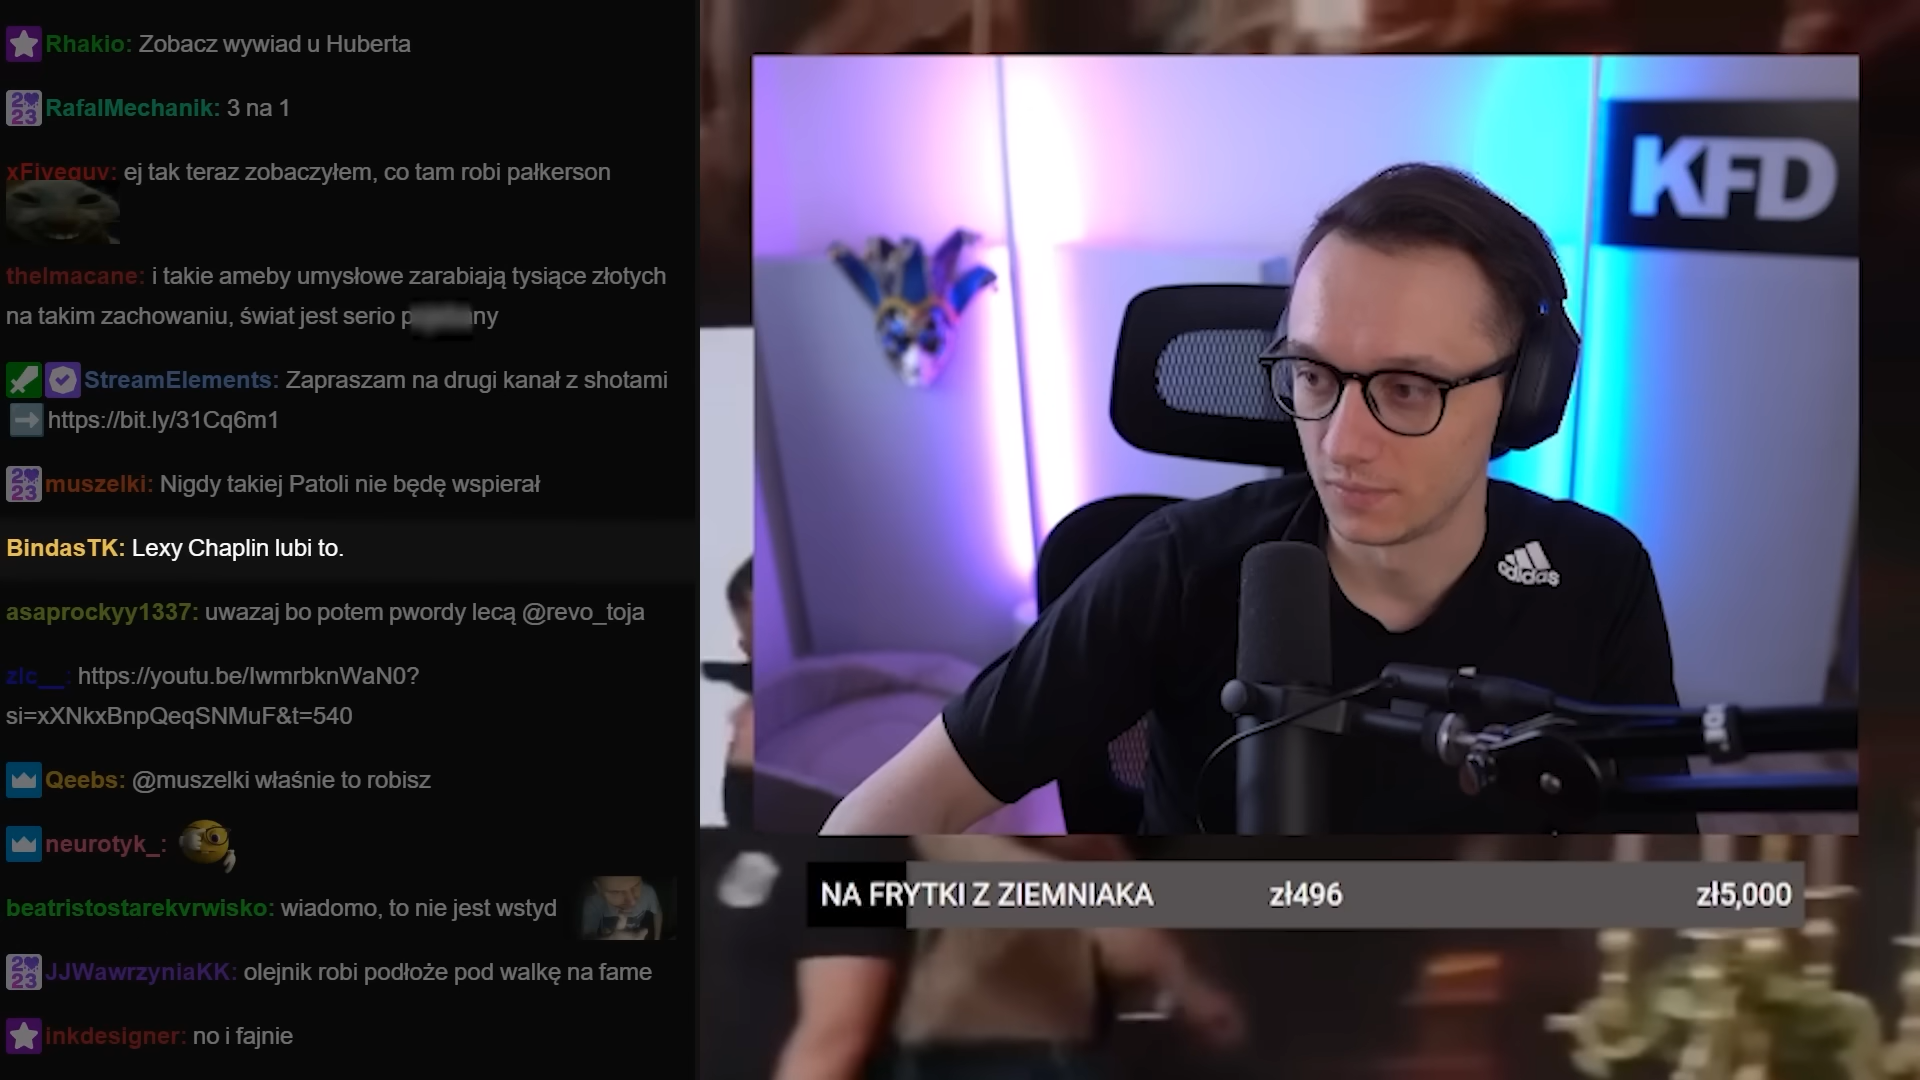 Rhakio: Zobacz wywiad u Huberta
RafalMechanik: 3 na 1
xFiveguy: ej tak teraz zobaczyłem, co tam robi pałkerson
thelmacane: i takie ameby umysłowe zarabiają tysiące złotych
na takim zachowaniu, świat jest serio p ny
StreamElements: Zapraszam na drugi kanał z shotami
https://bit.ly/31Cq6m1
muszelki: Nigdy takiej Patoli nie będę wspierał
BindasTK: Lexy Chaplin lubi to.
asaprockyy1337: uwazaj bo potem pwordy lecą @revo_toja
zlc__: https://youtu.be/lwmrbknWaN0?
si=xXNkxBnpQeqSNMuF&t=540
Qeebs: @muszelki właśnie to robisz
neurotyk_:
beatristostarekvrwisko: wiadomo, to nie jest wstyd
JJWawrzyniaKK: olejnik robi podłoże pod walkę na fame
inkdesigner: no i fajnie
KFD
adidas
NA FRYTKI Z ZIEMNIAKA zł496 zł5,000